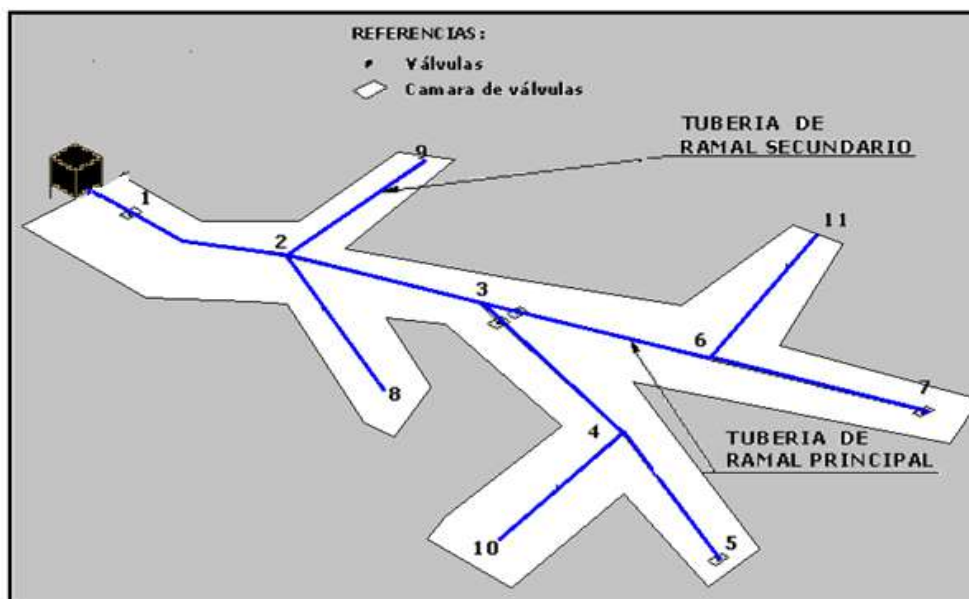 REFERENCIAS:
Válvulas
Camara de válvulas
TUBERIA DE
RAMAL SECUNDARIO
9
1
11
2
3
6
7
8
4
TUBERIA DE
RAMAL PRINCIPAL
10
5